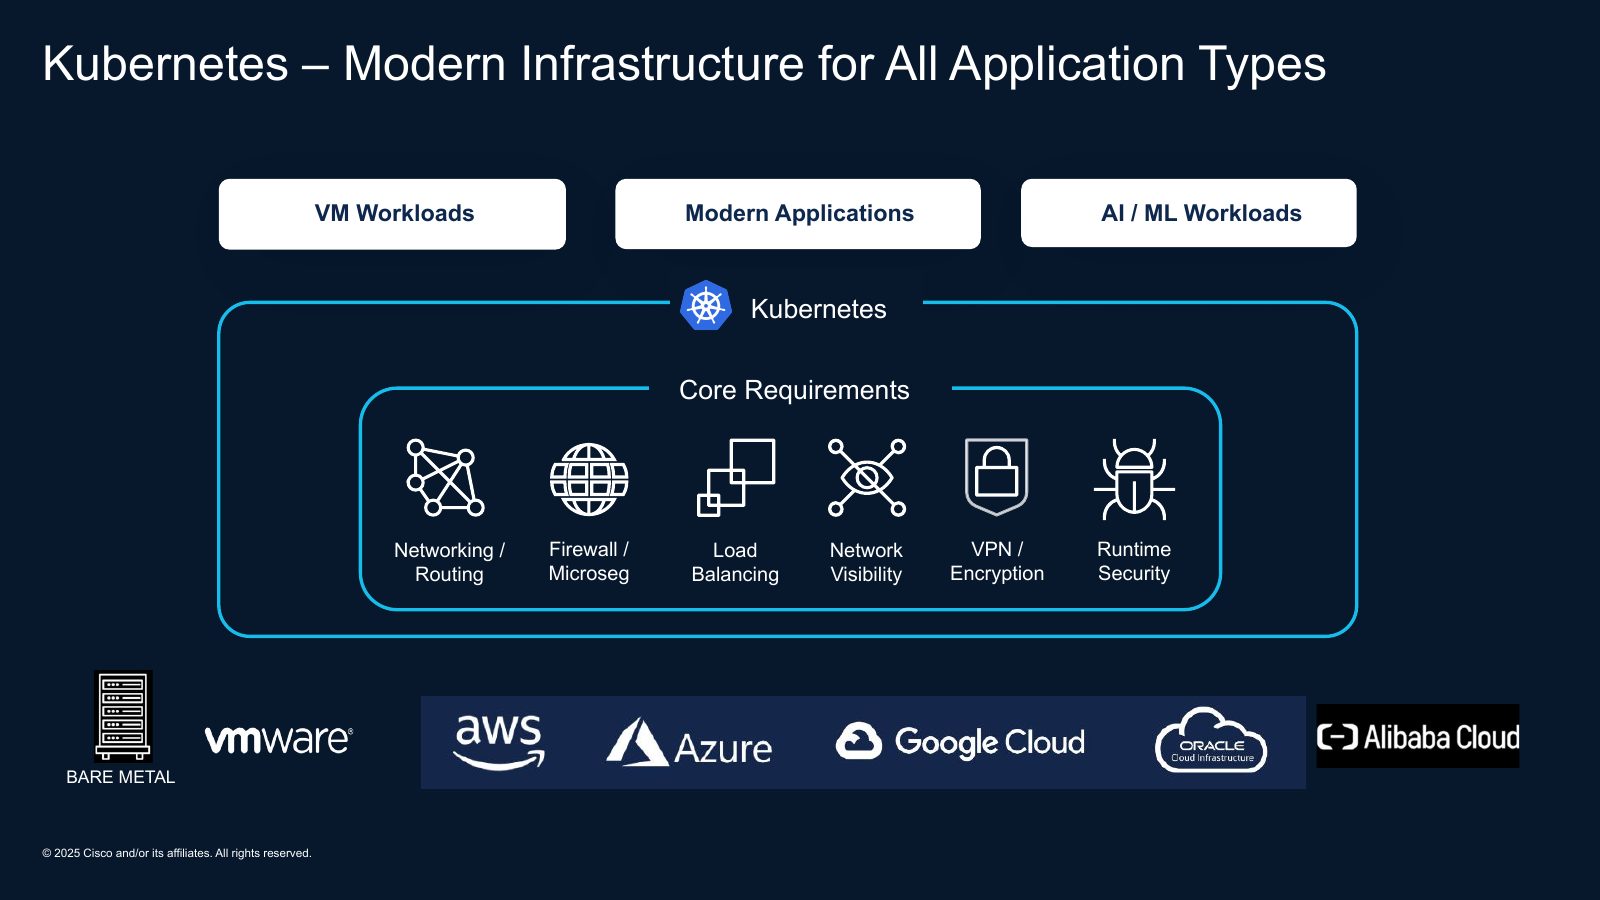 Kubernetes – Modern Infrastructure for All Application Types
VM Workloads
Modern Applications
AI / ML Workloads
Kubernetes
Core Requirements
Networking /
Routing
Firewall /
Microseg
Load
Balancing
Network
Visibility
VPN /
Encryption
Runtime
Security
BARE METAL
vmware®
aws
Azure
Google Cloud
ORACLE
Cloud Infrastructure
Alibaba Cloud
© 2025 Cisco and/or its affiliates. All rights reserved.